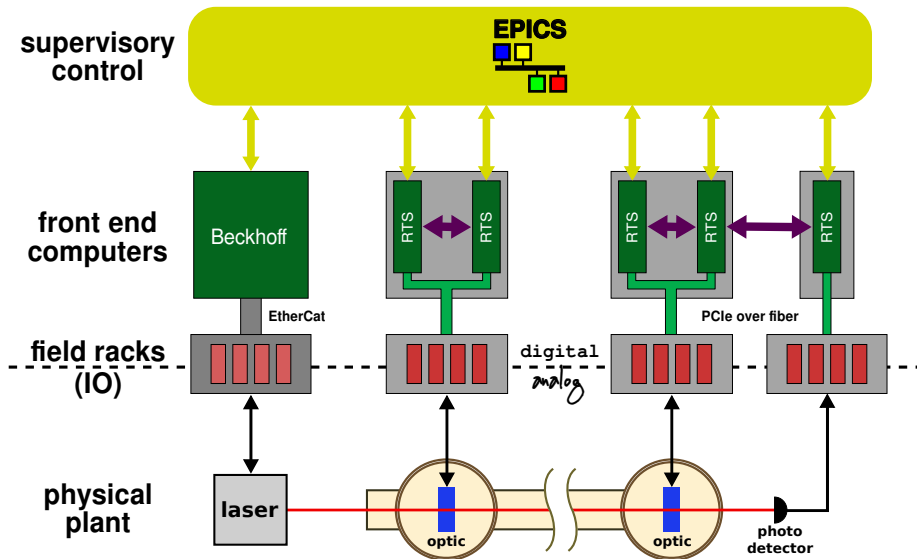 supervisory
control
EPICS
front end
computers
Beckhoff
RTS
RTS
RTS
RTS
RTS
EtherCat
PCIe over fiber
field racks
(IO)
digital
analog
physical
plant
laser
optic
optic
photo
detector